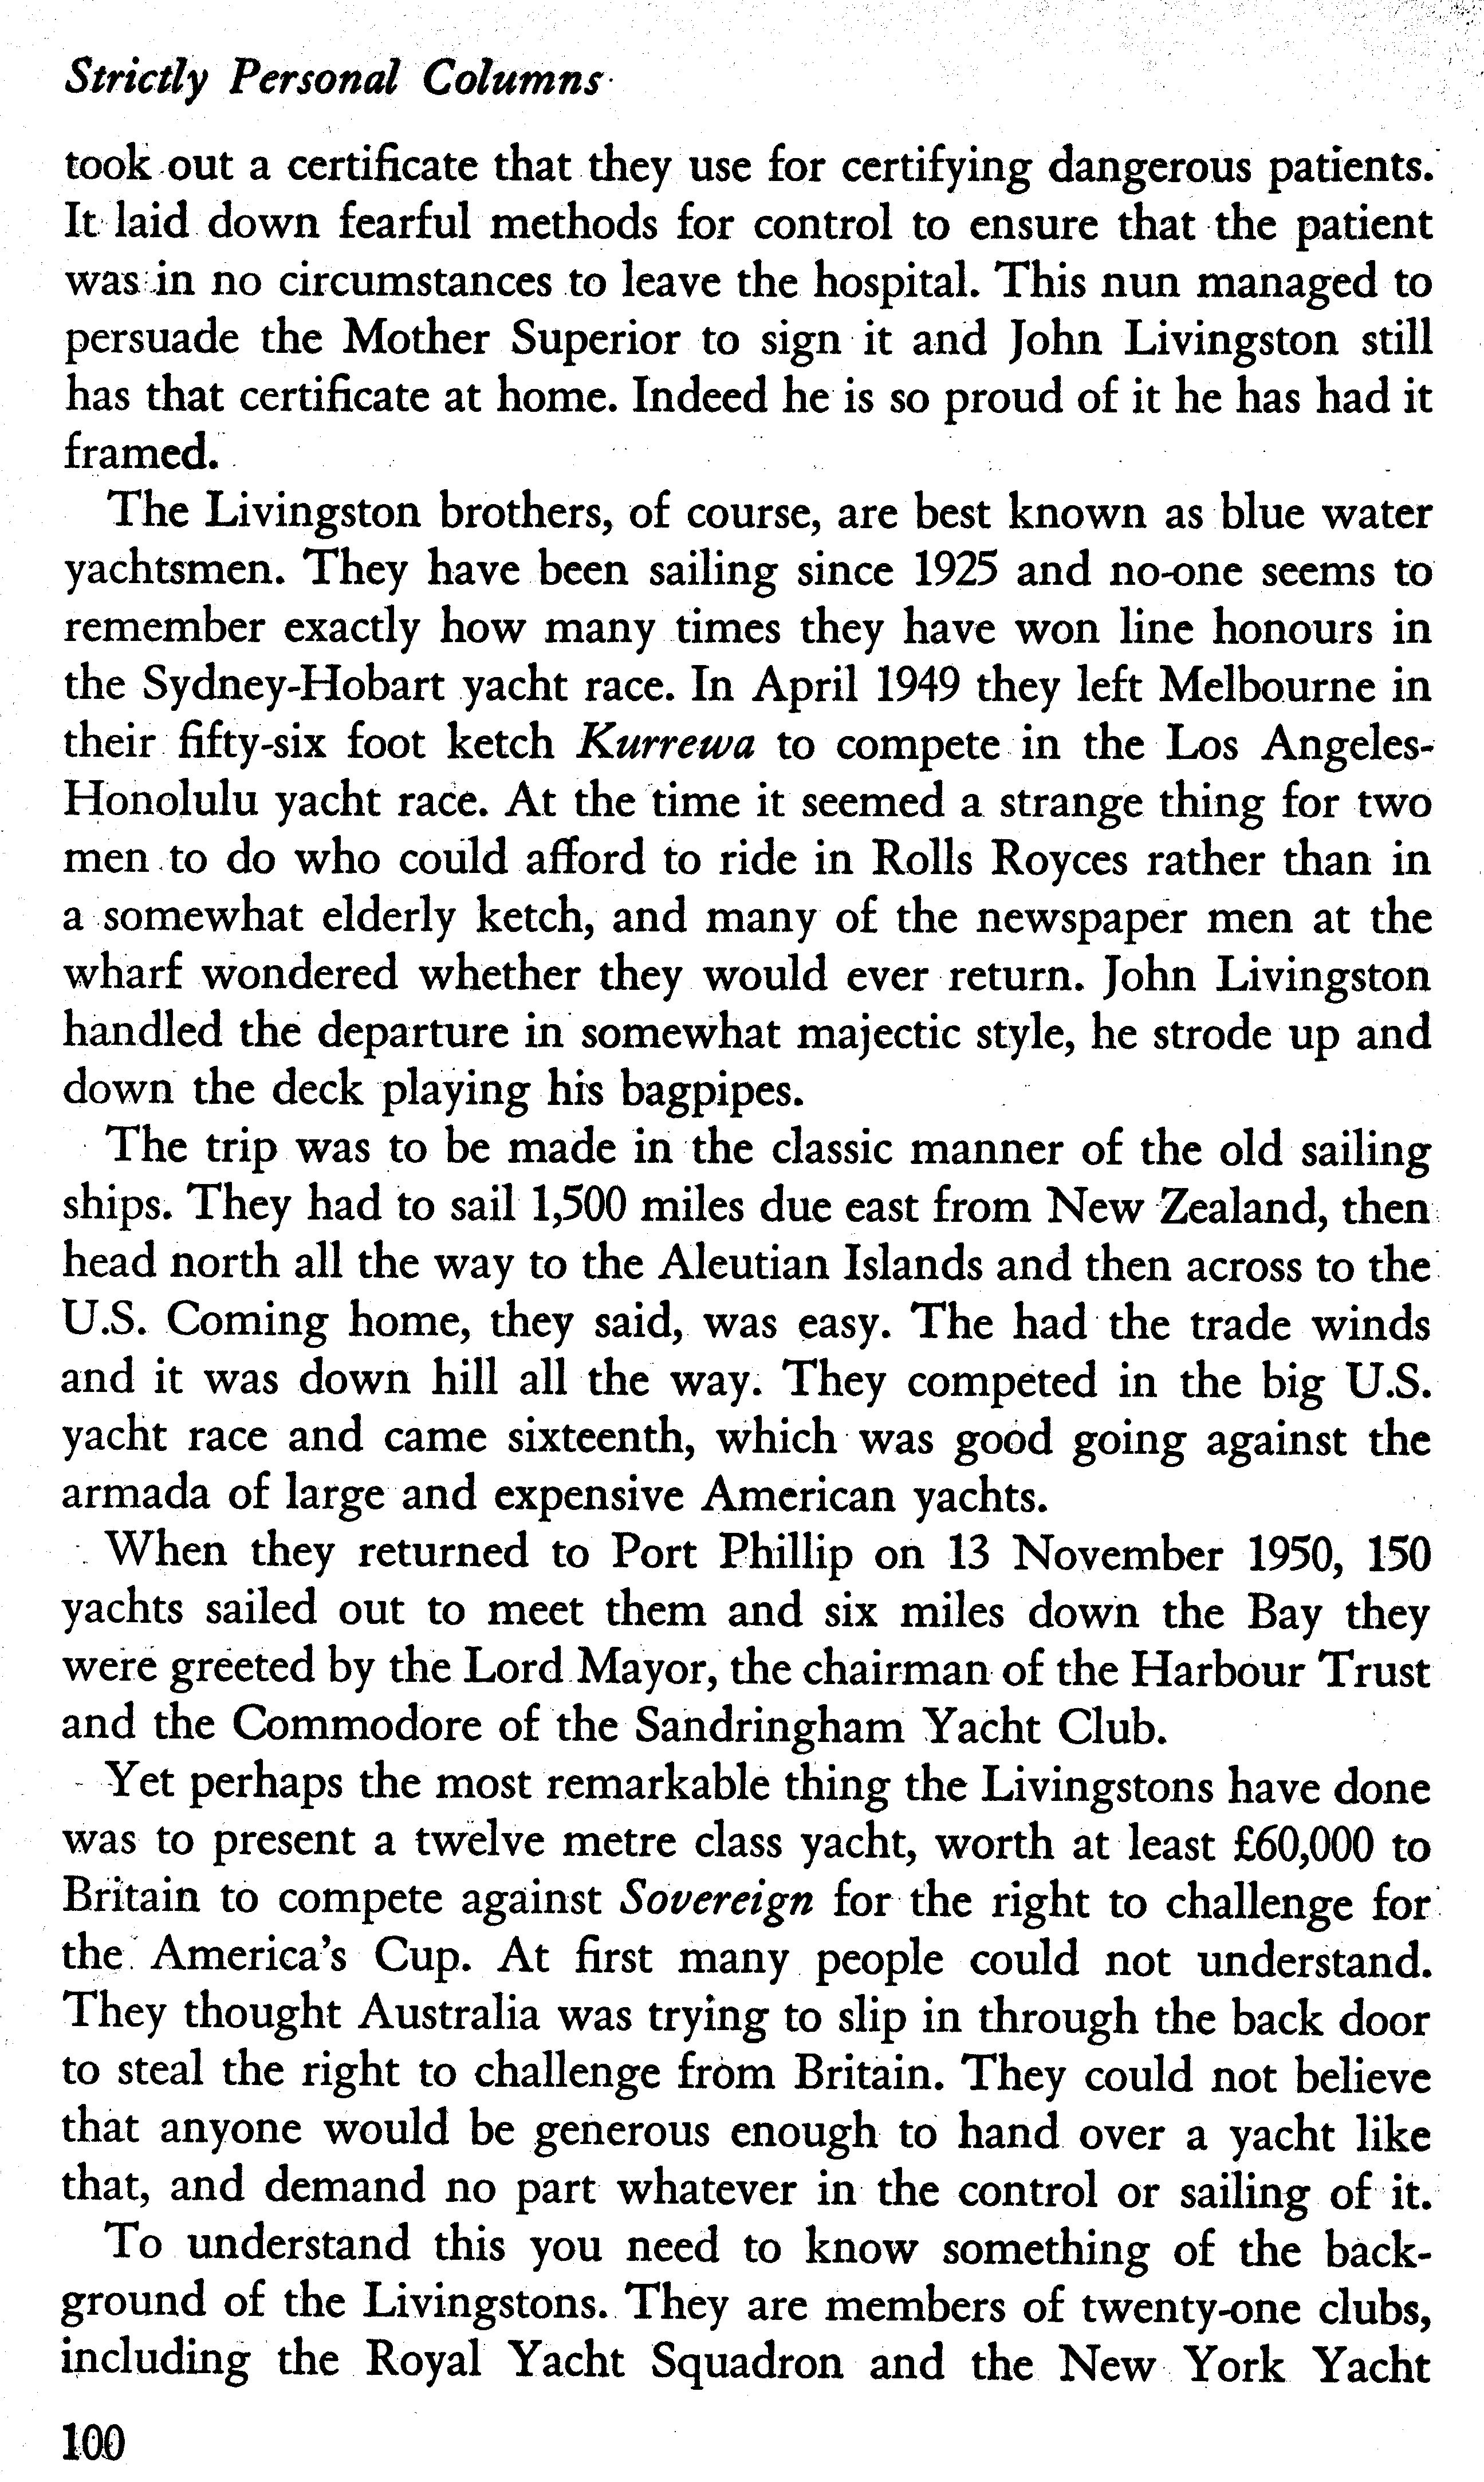 Strictly Personal Columns
took out a certificate that they use for certifying dangerous patients.
It laid down fearful methods for control to ensure that the patient
was in no circumstances to leave the hospital. This nun managed to
persuade the Mother Superior to sign it and John Livingston still
has that certificate at home. Indeed he is so proud of it he has had it
framed.
The Livingston brothers, of course, are best known as blue water
yachtsmen. They have been sailing since 1925 and no-one seems to
remember exactly how many times they have won line honours in
the Sydney-Hobart yacht race. In April 1949 they left Melbourne in
their fifty-six foot ketch Kurrewa to compete in the Los Angeles-
Honolulu yacht race. At the time it seemed a strange thing for two
men to do who could afford to ride in Rolls Royces rather than in
a somewhat elderly ketch, and many of the newspaper men at the
wharf wondered whether they would ever return. John Livingston
handled the departure in somewhat majectic style, he strode up and
down the deck playing his bagpipes.
The trip was to be made in the classic manner of the old sailing
ships. They had to sail 1,500 miles due east from New Zealand, then
head north all the way to the Aleutian Islands and then across to the
U.S. Coming home, they said, was easy. The had the trade winds
and it was down hill all the way. They competed in the big U.S.
yacht race and came sixteenth, which was good going against the
armada of large and expensive American yachts.
When they returned to Port Phillip on 13 November 1950, 150
yachts sailed out to meet them and six miles down the Bay they
were greeted by the Lord Mayor, the chairman of the Harbour Trust
and the Commodore of the Sandringham Yacht Club.
Yet perhaps the most remarkable thing the Livingstons have done
was to present a twelve metre class yacht, worth at least £60,000 to
Britain to compete against Sovereign for the right to challenge for
the America's Cup. At first many people could not understand.
They thought Australia was trying to slip in through the back door
to steal the right to challenge from Britain. They could not believe
that anyone would be generous enough to hand over a yacht like
that, and demand no part whatever in the control or sailing of it.
To understand this you need to know something of the back-
ground of the Livingstons. They are members of twenty-one clubs,
including the Royal Yacht Squadron and the New York Yacht
100